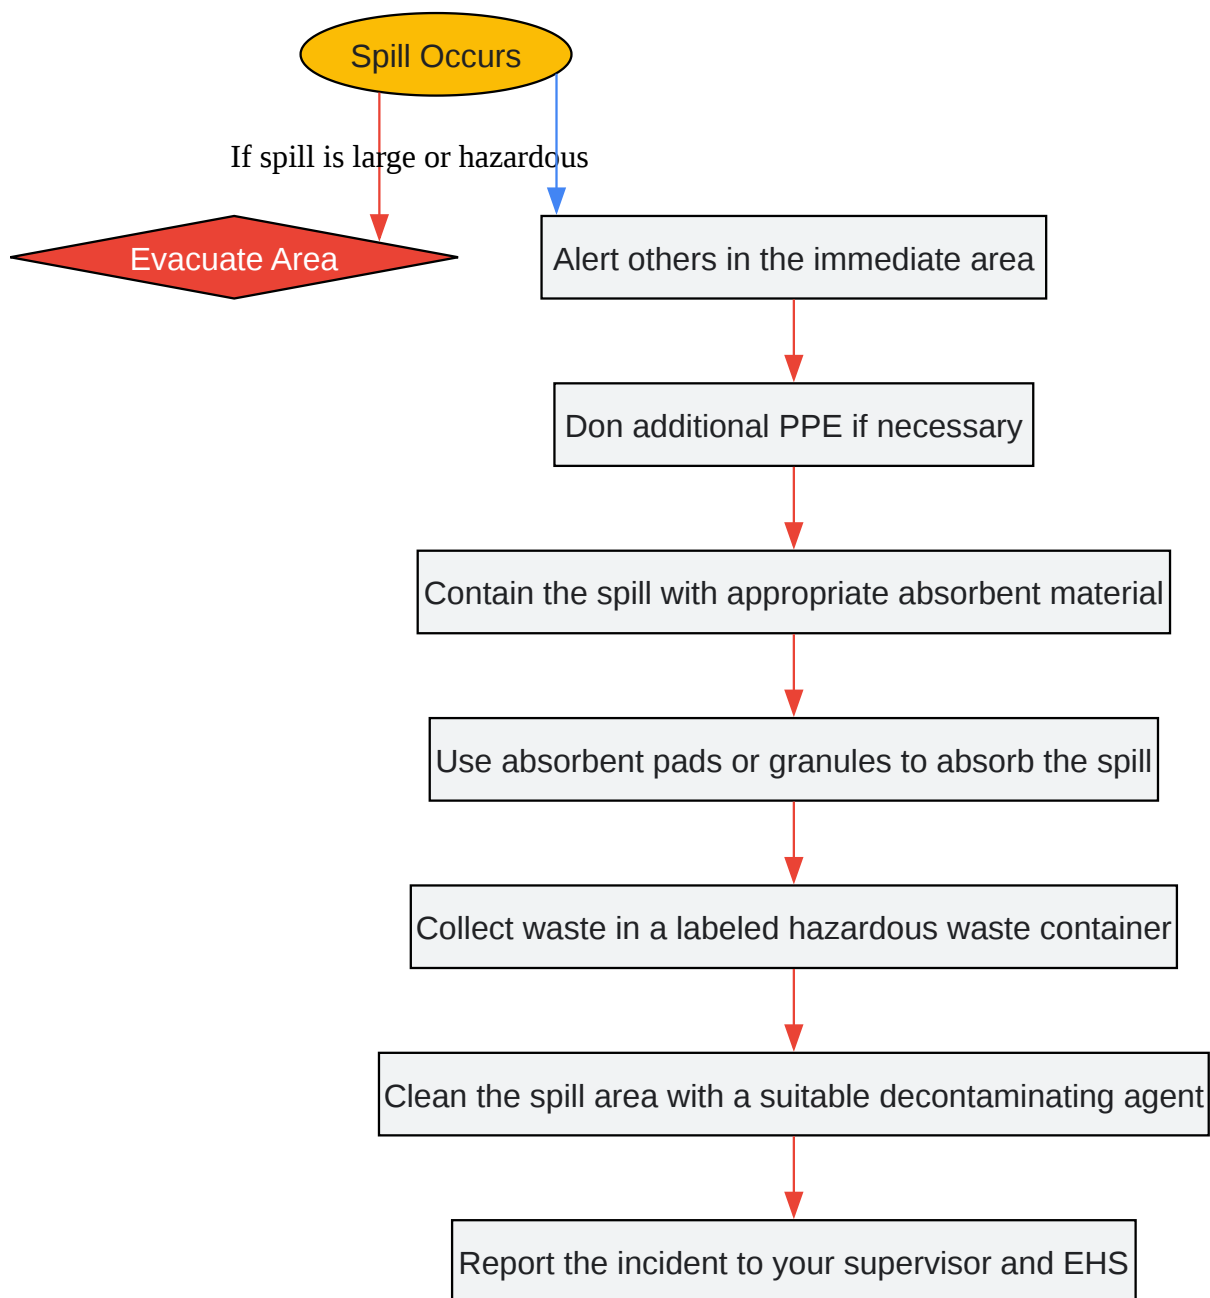 Spill Occurs
If spill is large or hazardous
Evacuate Area
Alert others in the immediate area
Don additional PPE if necessary
Contain the spill with appropriate absorbent material
Use absorbent pads or granules to absorb the spill
Collect waste in a labeled hazardous waste container
Clean the spill area with a suitable decontaminating agent
Report the incident to your supervisor and EHS